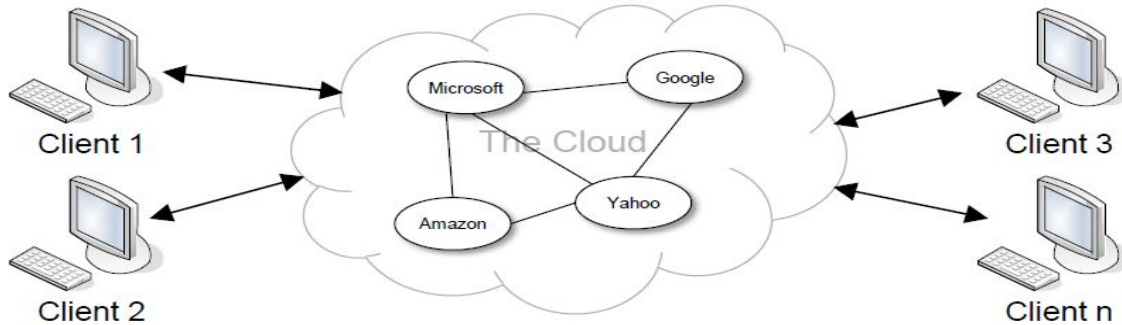 Microsoft
Google
The Cloud
Client 1
Client 3
Amazon
Yahoo
Client 2
Client n